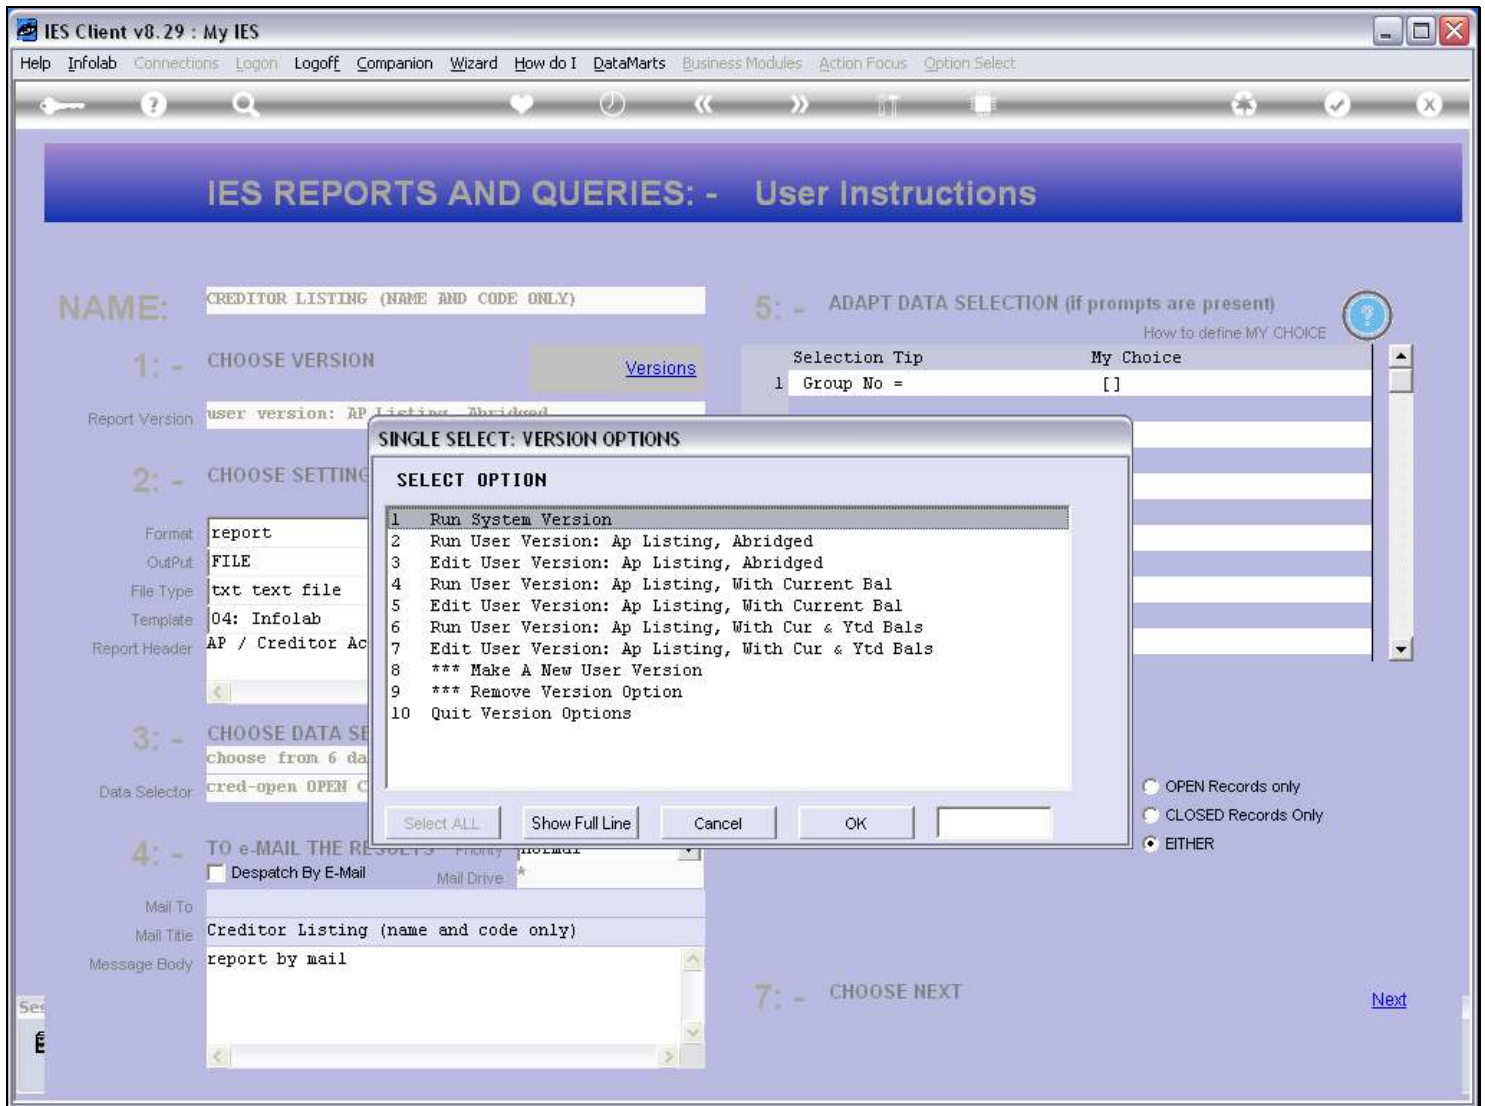 IES Client v8.29 : My IES
Help Infolab Connections Logon Logoff Companion Wizard How do I DataMarts Business Modules Action Focus Option Select
IES REPORTS AND QUERIES: - User Instructions
NAME: CREDITOR LISTING (NAME AND CODE ONLY)
1: - CHOOSE VERSION Versions
Report Version user version: AP Listing, Abridged
2: - CHOOSE SETTING
Format report
OutPut FILE
File Type txt text file
Template 04: Infolab
Report Header AP / Creditor Ac
3: - CHOOSE DATA SE
choose from 6 da
Data Selector cred-open OPEN C
4: - TO e-MAIL THE RESULTS Priority normal
Despatch By E-Mail Mail Drive *
Mail To
Mail Title Creditor Listing (name and code only)
Message Body report by mail
5: - ADAPT DATA SELECTION (if prompts are present)
How to define MY CHOICE
Selection Tip My Choice
1 Group No = []
SINGLE SELECT: VERSION OPTIONS
SELECT OPTION
1 Run System Version
2 Run User Version: Ap Listing, Abridged
3 Edit User Version: Ap Listing, Abridged
4 Run User Version: Ap Listing, With Current Bal
5 Edit User Version: Ap Listing, With Current Bal
6 Run User Version: Ap Listing, With Cur & Ytd Bals
7 Edit User Version: Ap Listing, With Cur & Ytd Bals
8 *** Make A New User Version
9 *** Remove Version Option
10 Quit Version Options
Select ALL Show Full Line Cancel OK
OPEN Records only
CLOSED Records Only
EITHER
7: - CHOOSE NEXT Next
Ses